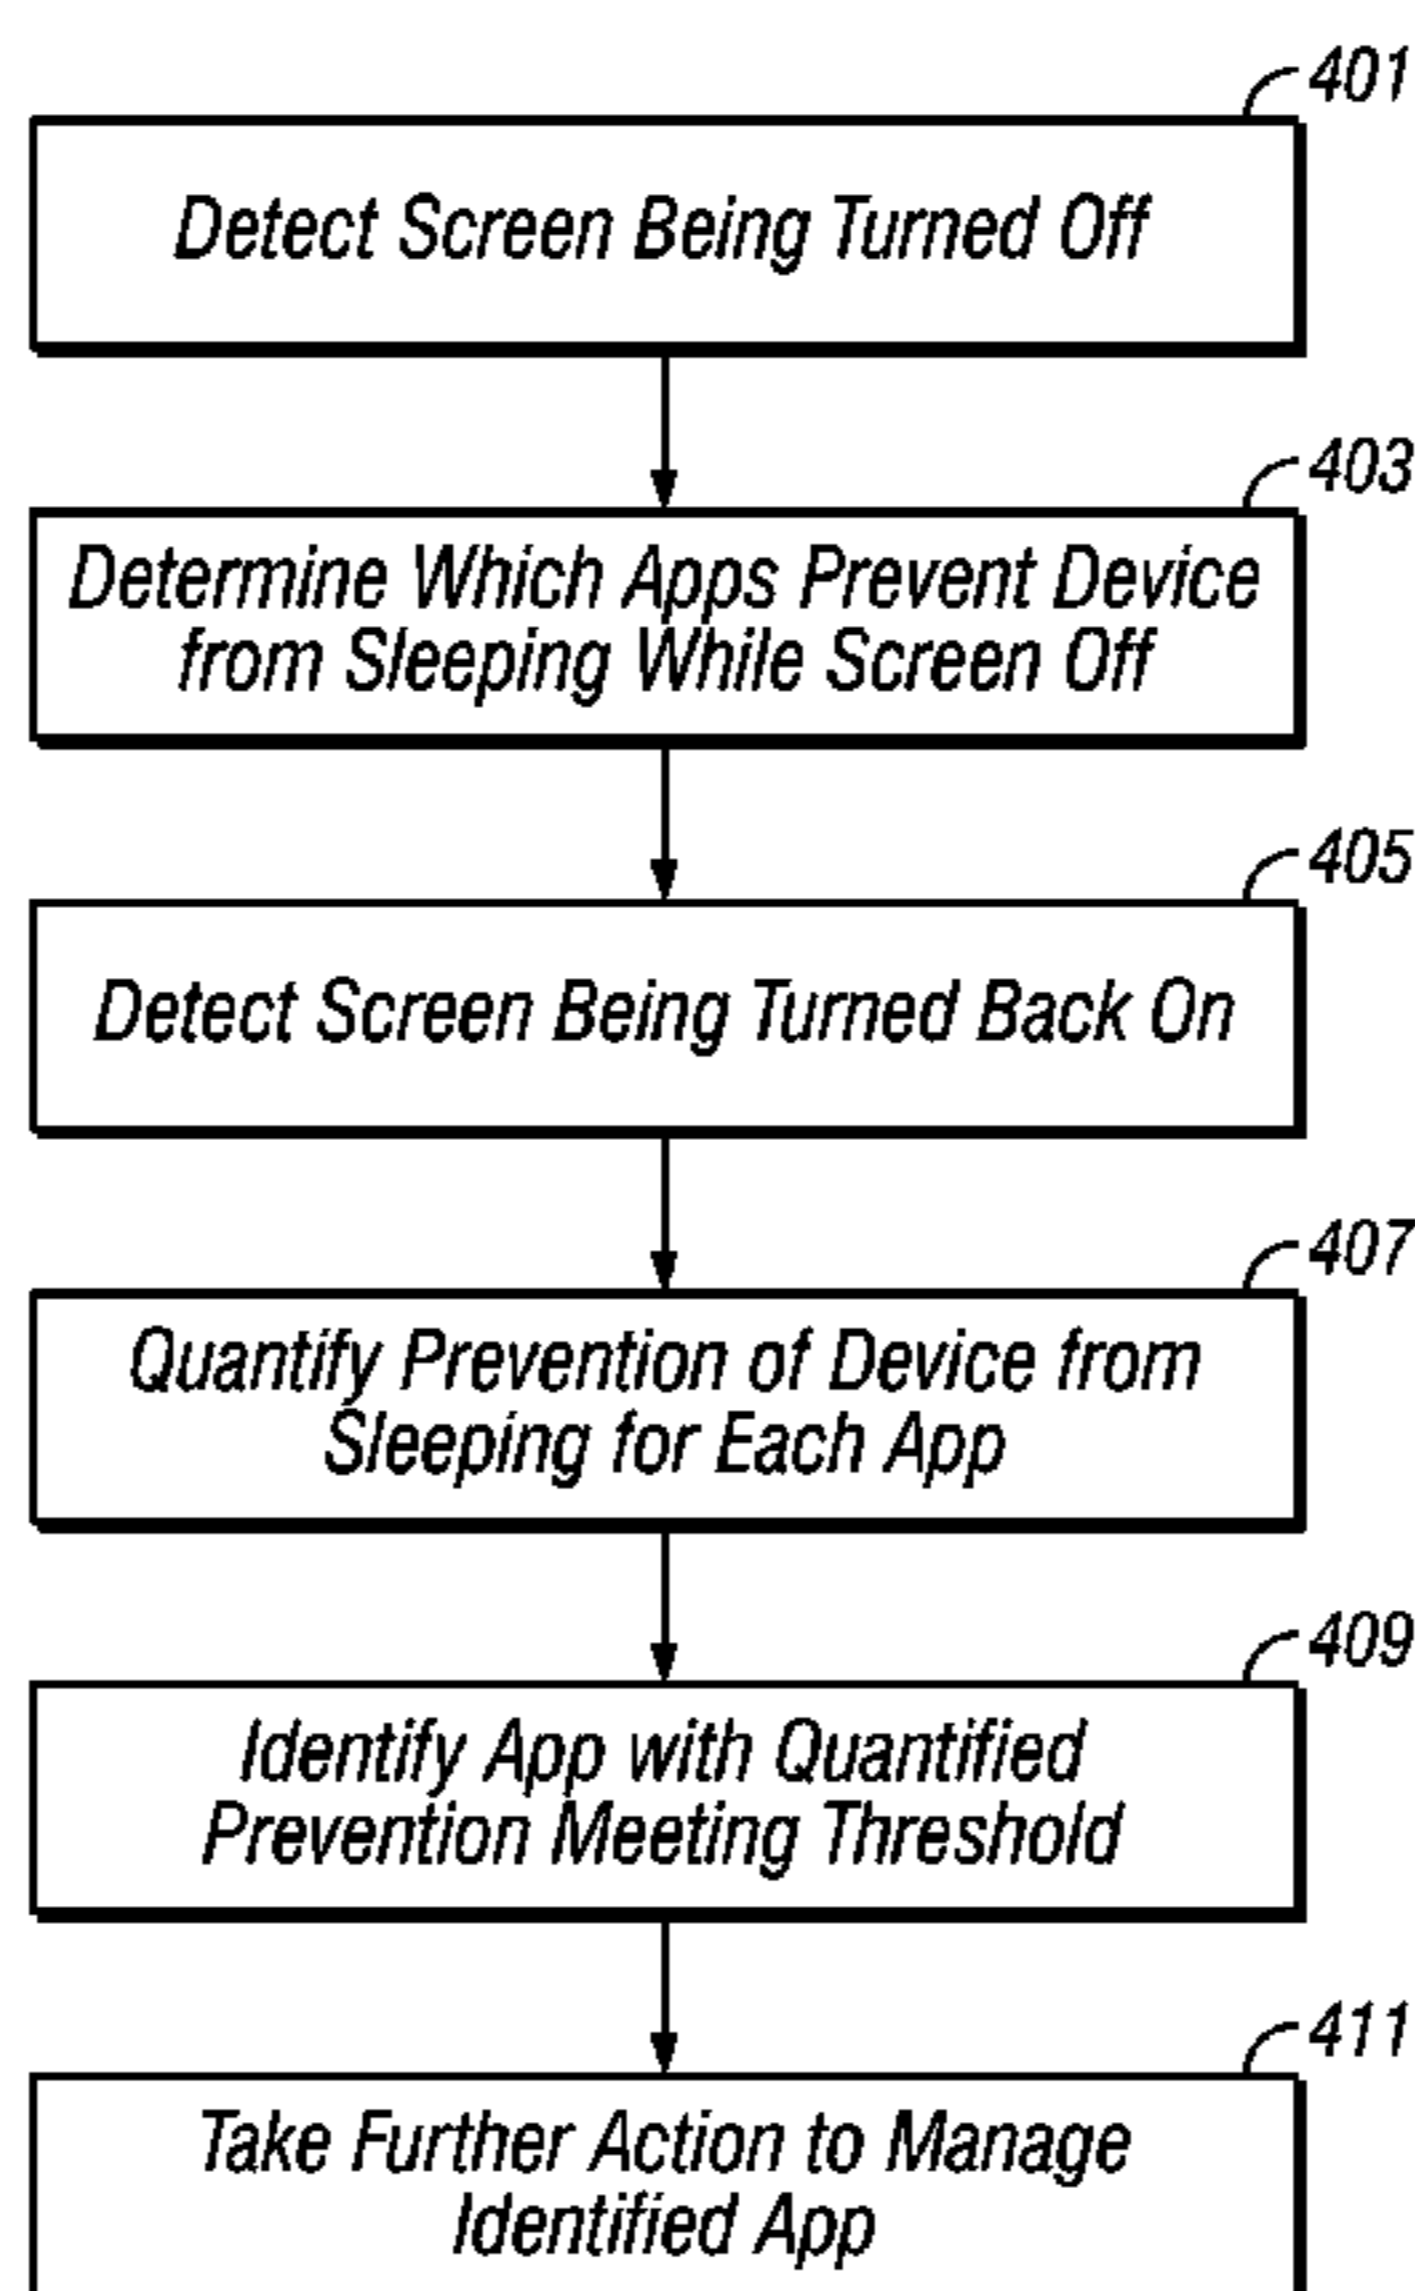 401
Detect Screen Being Turned Off
403
Determine Which Apps Prevent Device
from Sleeping While Screen Off
405
Detect Screen Being Turned Back On
407
Quantify Prevention of Device from
Sleeping for Each App
409
Identify App with Quantified
Prevention Meeting Threshold
411
Take Further Action to Manage
Identified App